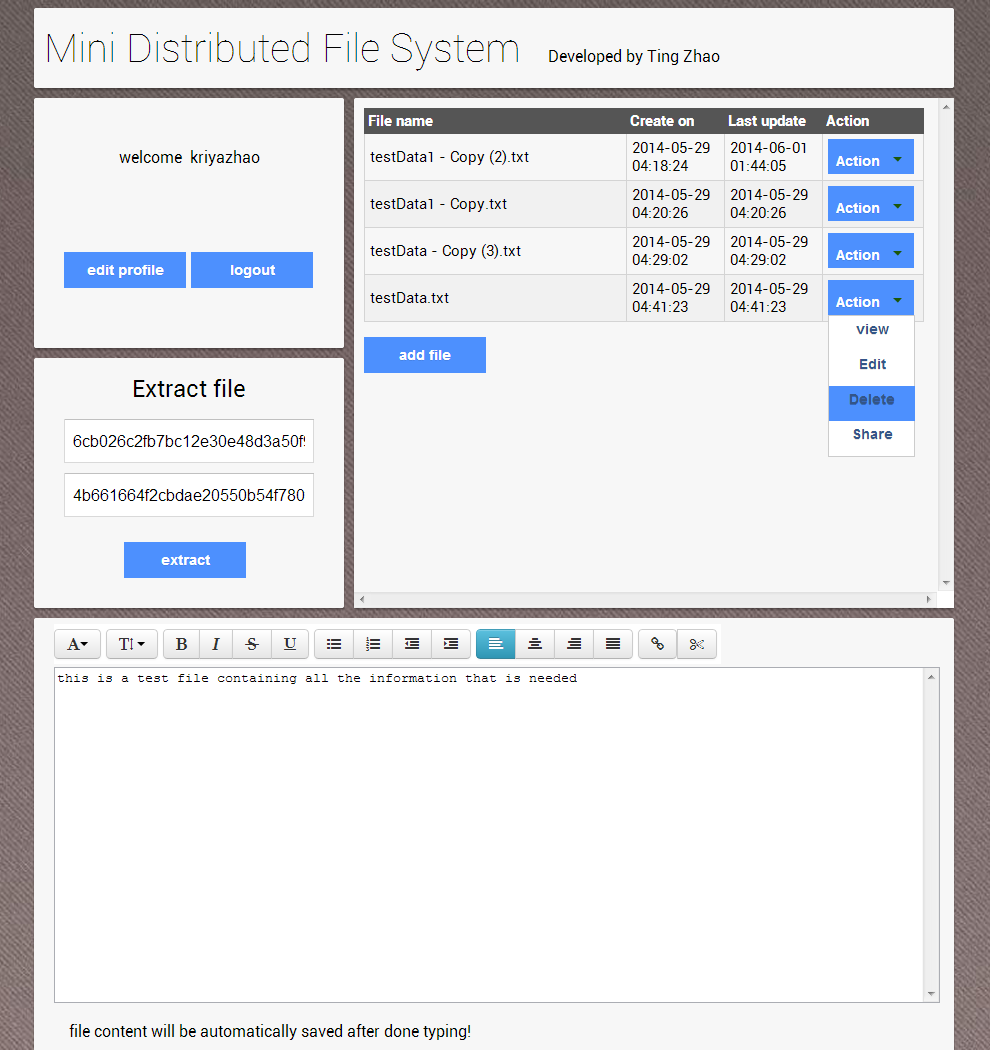 Mini Distributed File System Developed by Ting Zhao
welcome kriyazhao
edit profile logout
Extract file
6cb026c2fb7bc12e30e48d3a50f
4b661664f2cbdae20550b54f780
extract
File name Create on Last update Action
testData1 - Copy (2).txt 2014-05-29 04:18:24 2014-06-01 01:44:05 Action
testData1 - Copy.txt 2014-05-29 04:20:26 2014-05-29 04:20:26 Action
testData - Copy (3).txt 2014-05-29 04:29:02 2014-05-29 04:29:02 Action
testData.txt 2014-05-29 04:41:23 2014-05-29 04:41:23 Action
view
Edit
Delete
Share
add file
A T B I S U
this is a test file containing all the information that is needed
file content will be automatically saved after done typing!